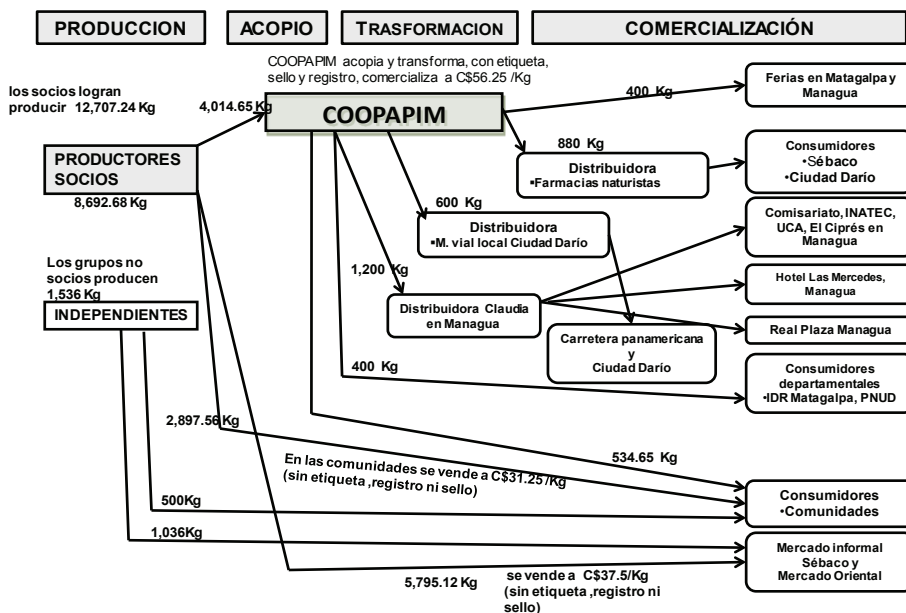 PRODUCCION
ACOPIO
TRASFORMACION
COMERCIALIZACIÓN
COOPAPIM acopia y transforma, con etiqueta,
sello y registro, comercializa a C$56.25 /Kg
los socios logran
producir 12,707.24 Kg
4,014.65 Kg
COOPAPIM
400 Kg
Ferias en Matagalpa y
Managua
PRODUCTORES
SOCIOS
8,692.68 Kg
880 Kg
Distribuidora
▪Farmacias naturistas
Consumidores
•Sébaco
•Ciudad Darío
600 Kg
Distribuidora
▪M. vial local Ciudad Darío
Comisariato, INATEC,
UCA, El Ciprés en
Managua
Los grupos no
socios producen
1,536 Kg
INDEPENDIENTES
1,200 Kg
Distribuidora Claudia
en Managua
Hotel Las Mercedes,
Managua
Real Plaza Managua
Carretera panamericana
y
Ciudad Darío
400 Kg
Consumidores
departamentales
•IDR Matagalpa, PNUD
2,897.56 Kg
534.65 Kg
En las comunidades se vende a C$31.25 /Kg
(sin etiqueta ,registro ni sello)
500Kg
Consumidores
•Comunidades
1,036Kg
Mercado informal
Sébaco y
Mercado Oriental
5,795.12 Kg
se vende a C$37.5/Kg
(sin etiqueta ,registro ni
sello)